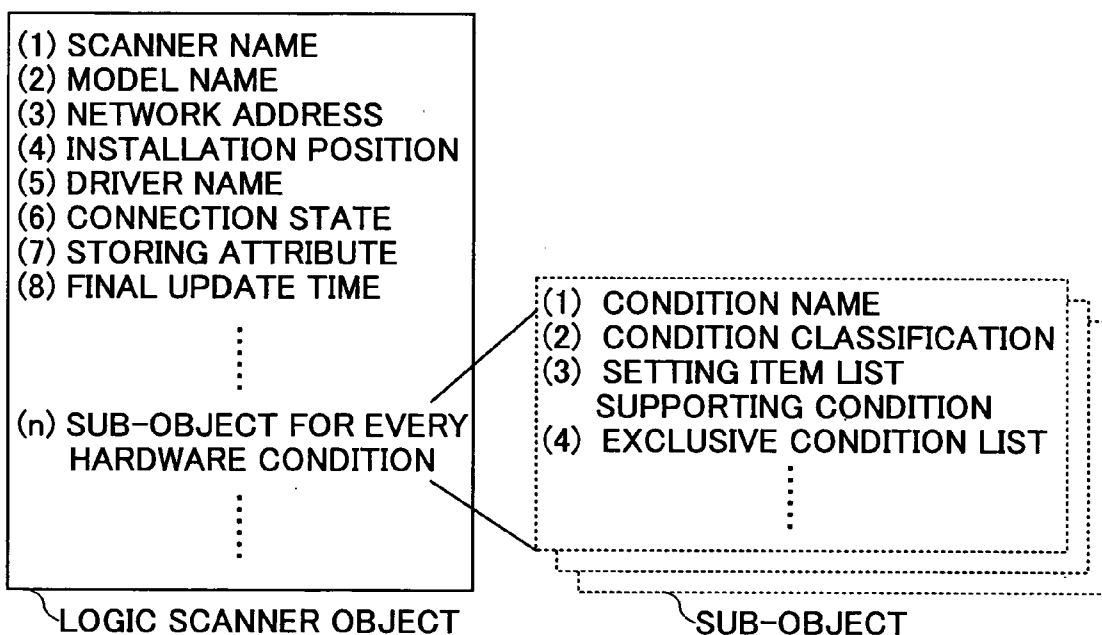 (1) SCANNER NAME
(2) MODEL NAME
(3) NETWORK ADDRESS
(4) INSTALLATION POSITION
(5) DRIVER NAME
(6) CONNECTION STATE
(7) STORING ATTRIBUTE
(8) FINAL UPDATE TIME
(n) SUB-OBJECT FOR EVERY
HARDWARE CONDITION
LOGIC SCANNER OBJECT
(1) CONDITION NAME
(2) CONDITION CLASSIFICATION
(3) SETTING ITEM LIST
SUPPORTING CONDITION
(4) EXCLUSIVE CONDITION LIST
SUB-OBJECT